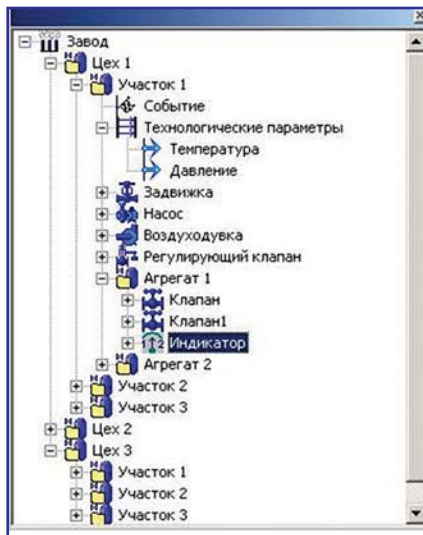 Завод
Цех 1
Участок 1
Событие
Технологические параметры
Температура
Давление
Задвижка
Насос
Воздуходувка
Регулирующий клапан
Агрегат 1
Клапан
Клапан1
Индикатор
Агрегат 2
Участок 2
Участок 3
Цех 2
Цех 3
Участок 1
Участок 2
Участок 3